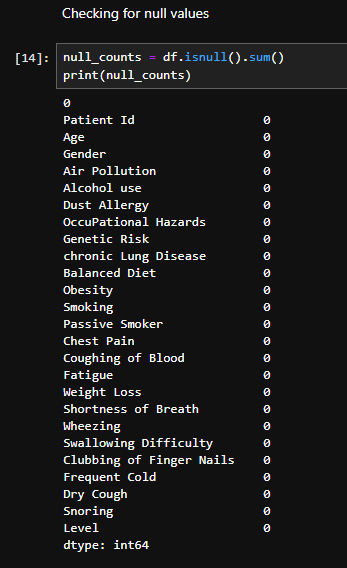 Checking for null values
[14]: null_counts = df.isnull().sum()
print(null_counts)
0
Patient Id 0
Age 0
Gender 0
Air Pollution 0
Alcohol use 0
Dust Allergy 0
OccuPational Hazards 0
Genetic Risk 0
chronic Lung Disease 0
Balanced Diet 0
Obesity 0
Smoking 0
Passive Smoker 0
Chest Pain 0
Coughing of Blood 0
Fatigue 0
Weight Loss 0
Shortness of Breath 0
Wheezing 0
Swallowing Difficulty 0
Clubbing of Finger Nails 0
Frequent Cold 0
Dry Cough 0
Snoring 0
Level 0
dtype: int64